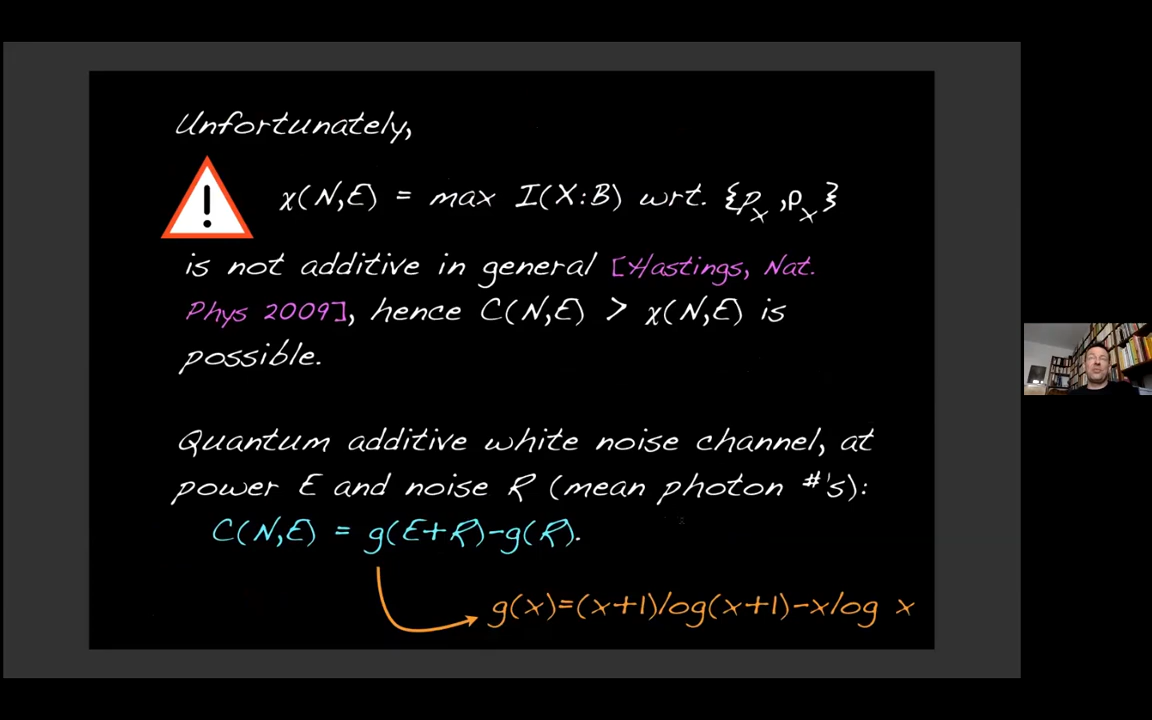 Unfortunately,
!
χ(N,E) = max I(X:B) wrt. {p_x ,ρ_x }
is not additive in general [Hastings, Nat.
Phys 2009], hence C(N,E) > χ(N,E) is
possible.
Quantum additive white noise channel, at
power E and noise R (mean photon #'s):
C(N,E) = g(E+R)-g(R).
g(x)=(x+1)log(x+1)-xlog x